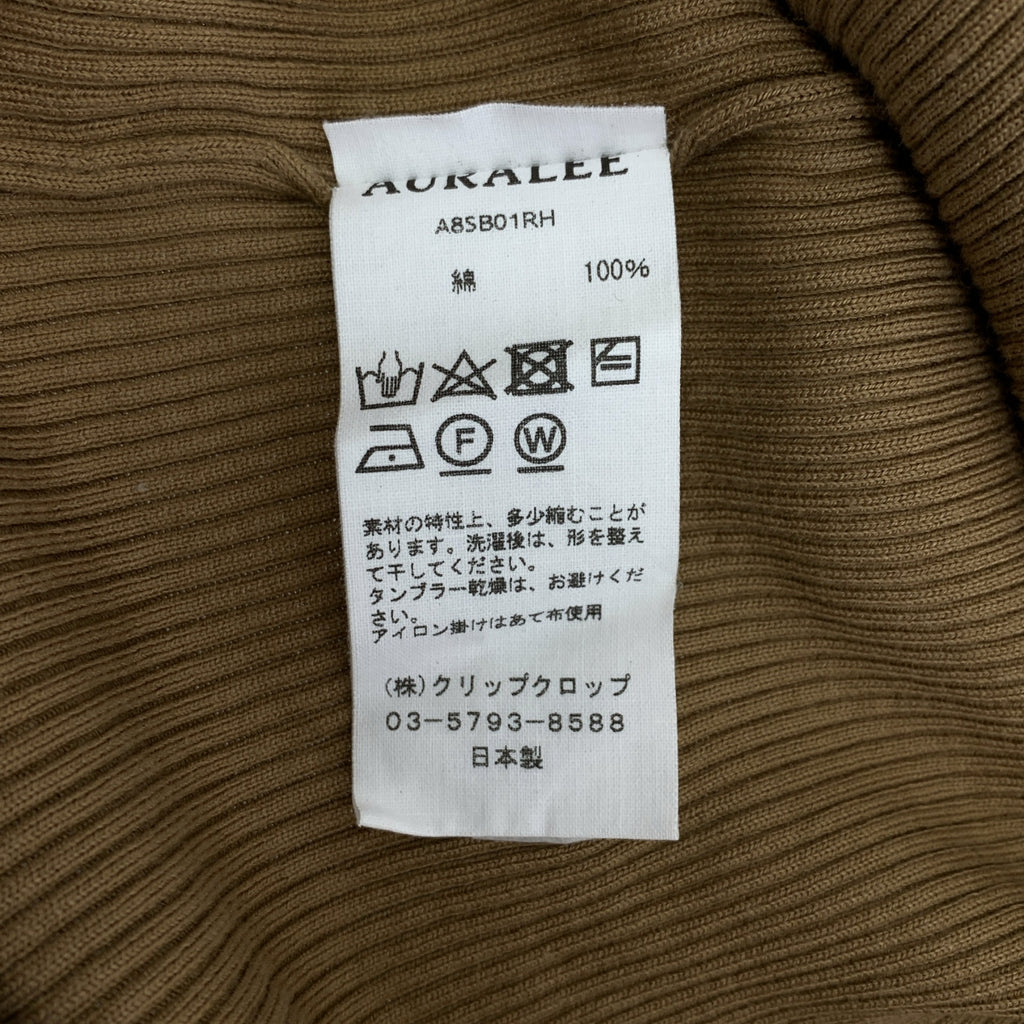 AURALEE
A8SB01RH
綿 100%
F W
素材の特性上、多少縮むことが
あります。洗濯後は、形を整え
て干してください。
タンブラー乾燥は、お避けくだ
さい。
アイロン掛けはあて布使用
(株)クリップクロップ
03-5793-8588
日本製